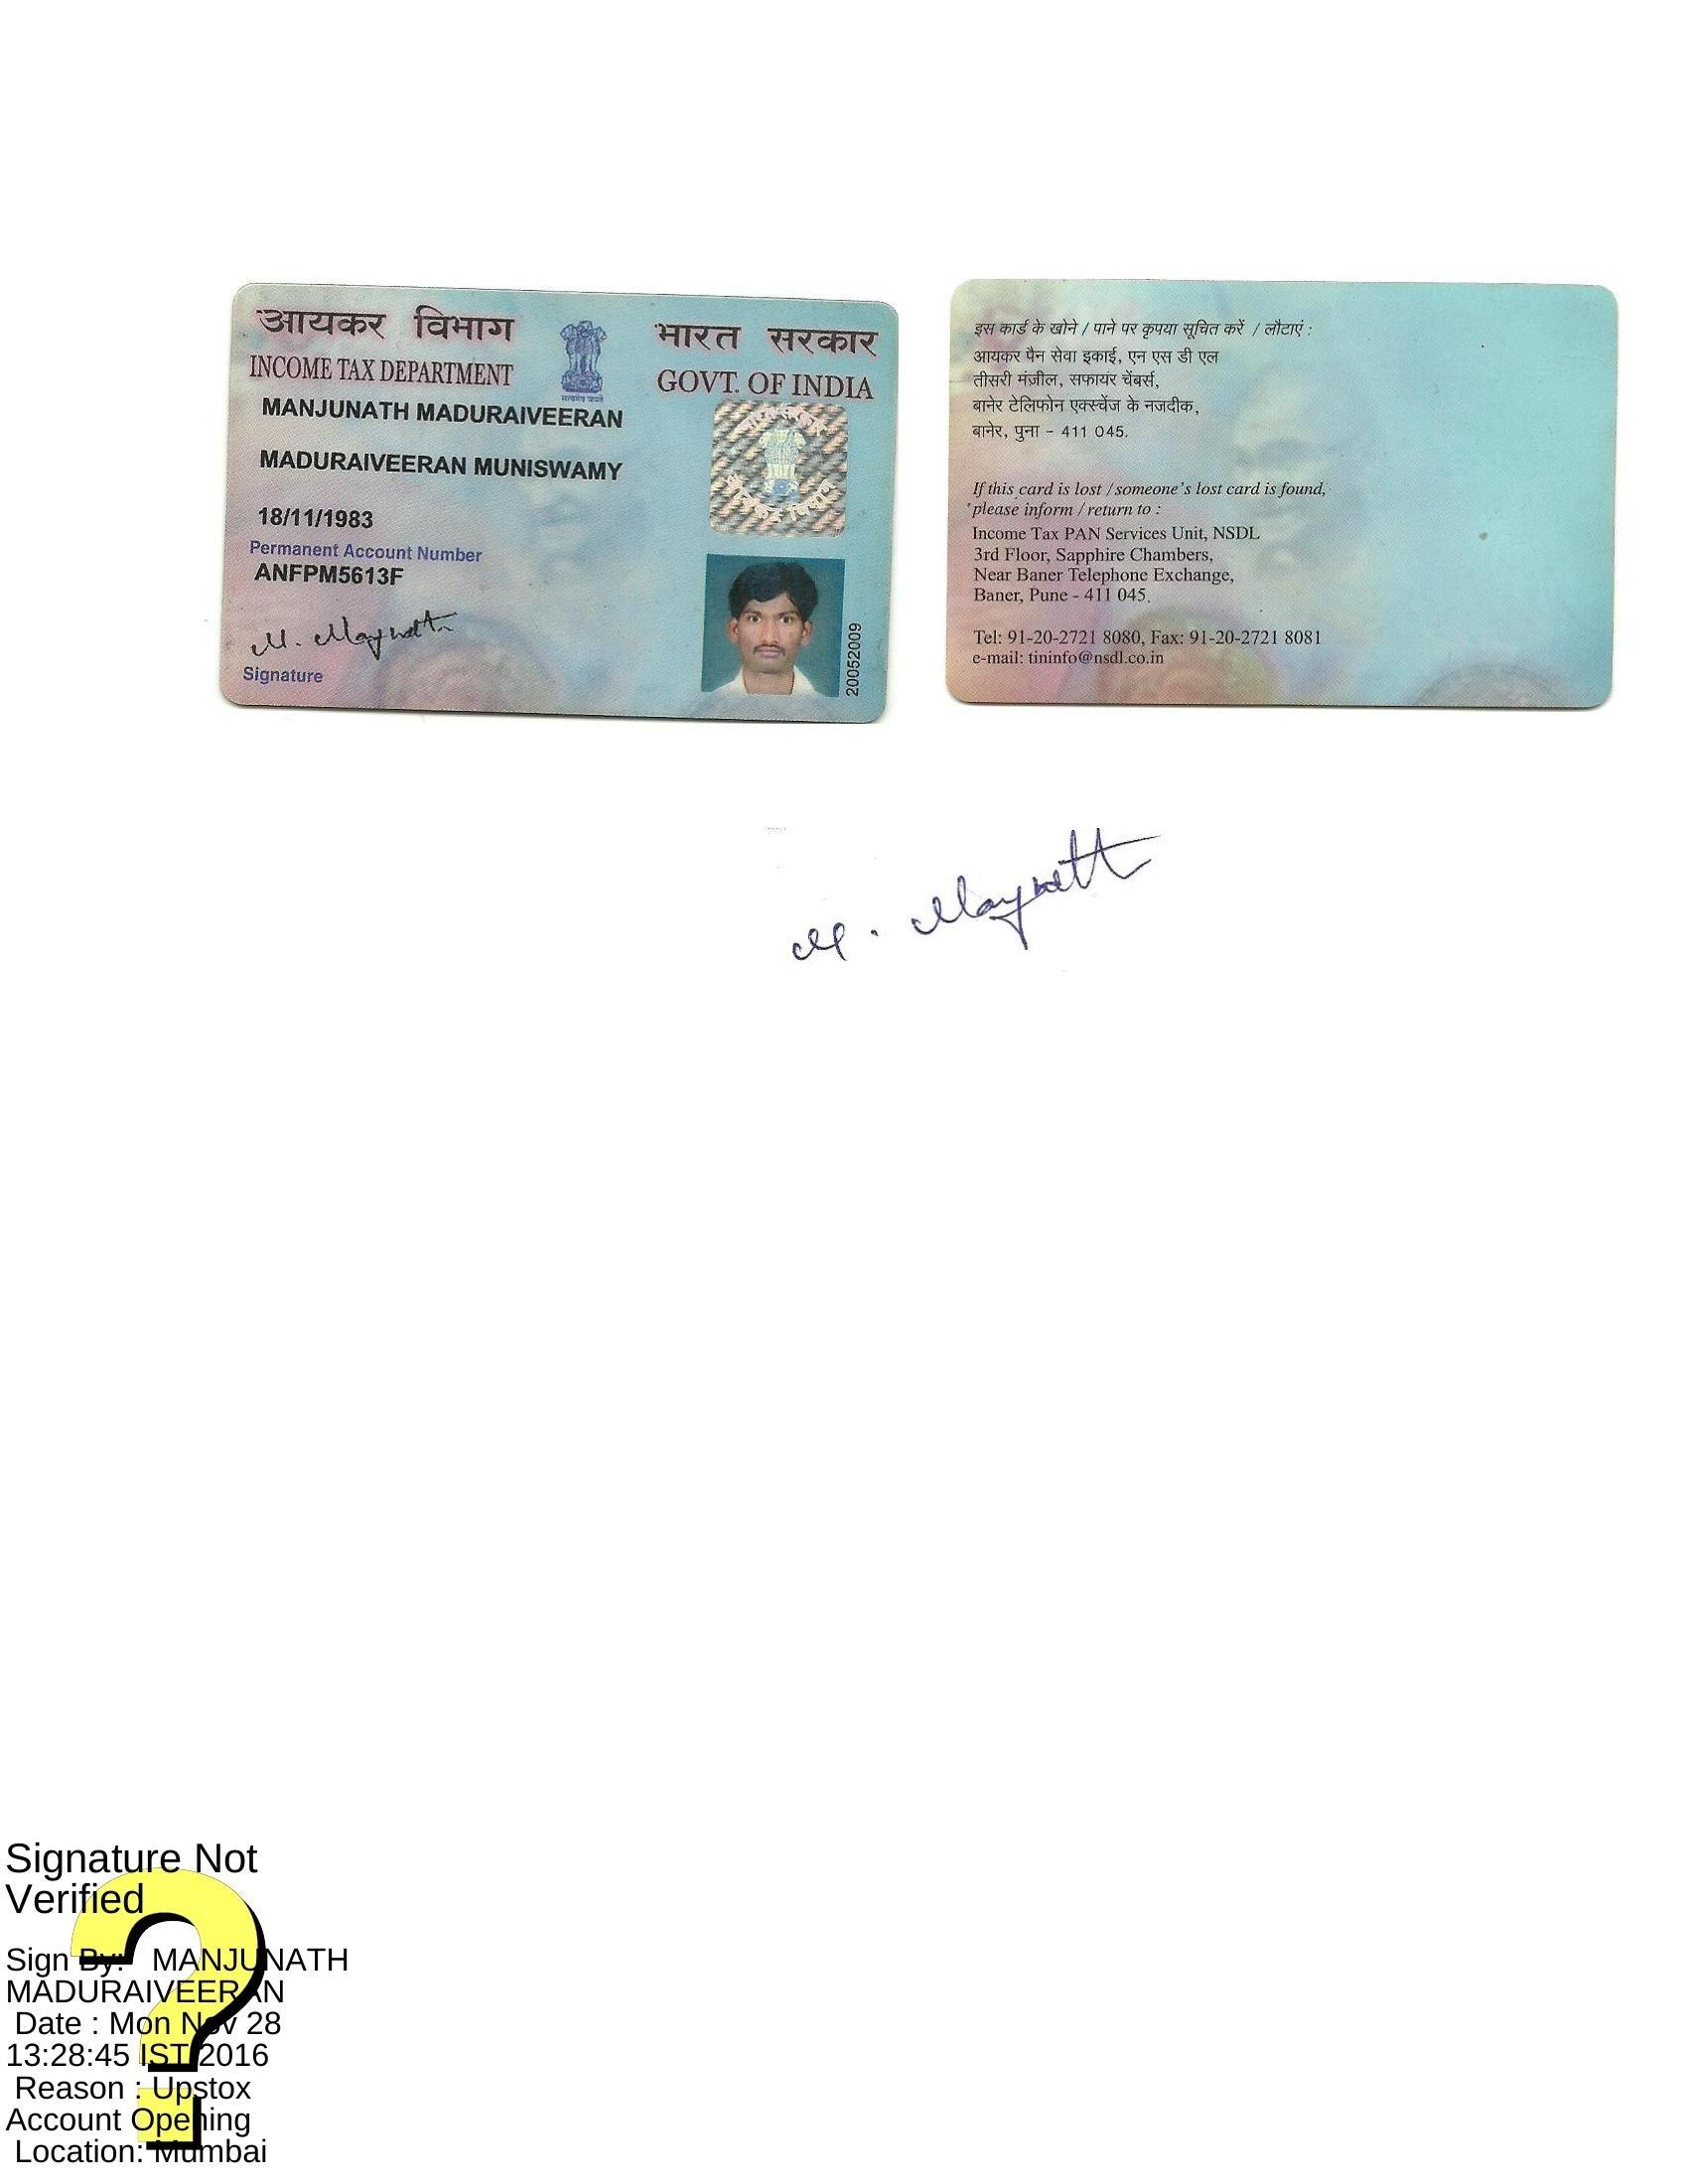 आयकर विभाग
INCOME TAX DEPARTMENT
भारत सरकार
GOVT. OF INDIA
सत्यमेव जयते
MANJUNATH MADURAIVEERAN
MADURAIVEERAN MUNISWAMY
18/11/1983
Permanent Account Number
ANFPM5613F
M. Manjunath
Signature
20052009
इस कार्ड के खोने / पाने पर कृपया सूचित करें / लौटाएं :
आयकर पैन सेवा इकाई, एन एस डी एल
तीसरी मंज़ील, सफायर चेंबर्स,
बानेर टेलिफोन एक्स्चेंज के नजदीक,
बानेर, पुना - 411 045.
If this card is lost / someone's lost card is found,
please inform / return to :
Income Tax PAN Services Unit, NSDL
3rd Floor, Sapphire Chambers,
Near Baner Telephone Exchange,
Baner, Pune - 411 045.
Tel: 91-20-2721 8080, Fax: 91-20-2721 8081
e-mail: tininfo@nsdl.co.in
M. Manjunath
Signature Not
Verified
Sign By: MANJUNATH
MADURAIVEERAN
Date : Mon Nov 28
13:28:45 IST 2016
Reason : Upstox
Account Opening
Location: Mumbai